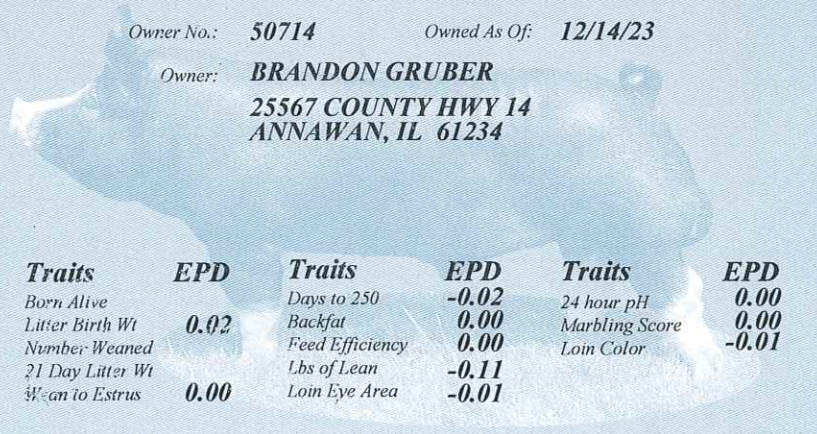 Owner No.: 50714 Owned As Of: 12/14/23
Owner: BRANDON GRUBER
25567 COUNTY HWY 14
ANNAWAN, IL 61234
Traits EPD Traits EPD Traits EPD
Born Alive Days to 250 -0.02 24 hour pH 0.00
Litter Birth Wt 0.02 Backfat 0.00 Marbling Score 0.00
Number Weaned Feed Efficiency 0.00 Loin Color -0.01
21 Day Litter Wt Lbs of Lean -0.11
Wean to Estrus 0.00 Loin Eye Area -0.01